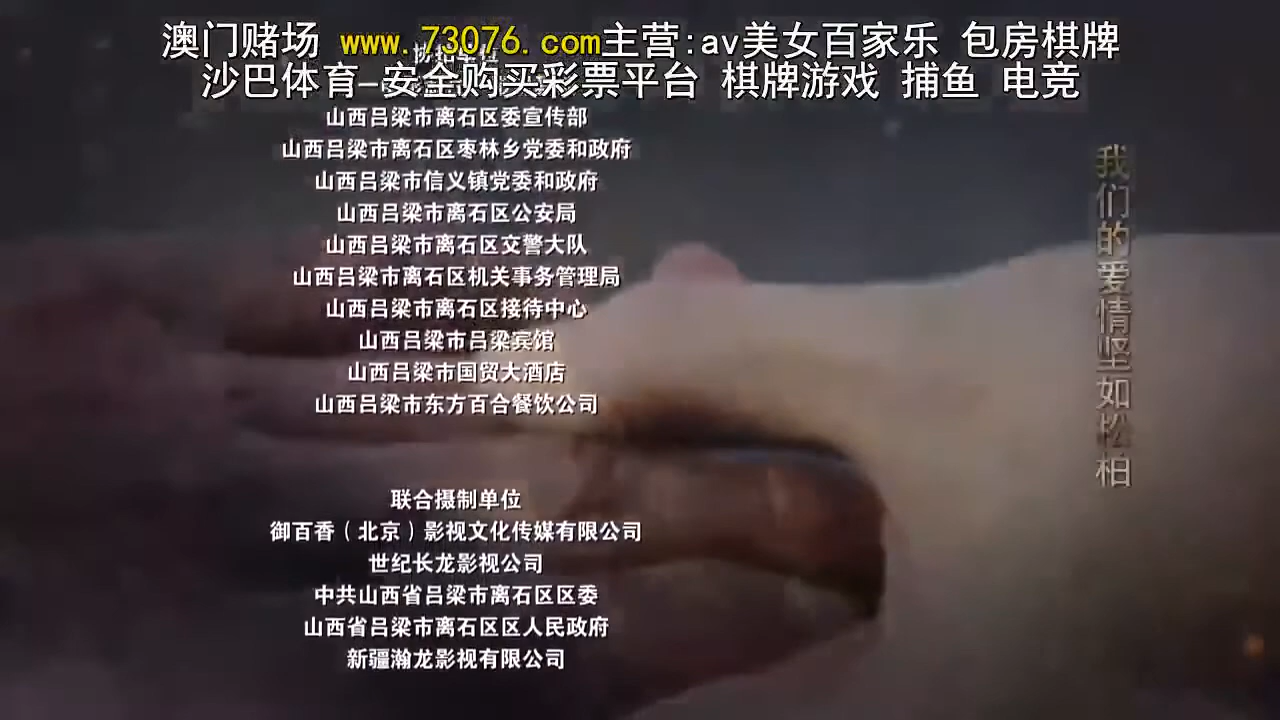 澳门赌场 www.73076.com主营:av美女百家乐 包房棋牌
沙巴体育-安全购买彩票平台 棋牌游戏 捕鱼 电竞
协拍单位
山西吕梁市离石区委宣传部
山西吕梁市离石区枣林乡党委和政府
山西吕梁市信义镇党委和政府
山西吕梁市离石区公安局
山西吕梁市离石区交警大队
山西吕梁市离石区机关事务管理局
山西吕梁市离石区接待中心
山西吕梁市吕梁宾馆
山西吕梁市国贸大酒店
山西吕梁市东方百合餐饮公司
联合摄制单位
御百香（北京）影视文化传媒有限公司
世纪长龙影视公司
中共山西省吕梁市离石区区委
山西省吕梁市离石区区人民政府
新疆瀚龙影视有限公司
我们的爱情坚如松柏